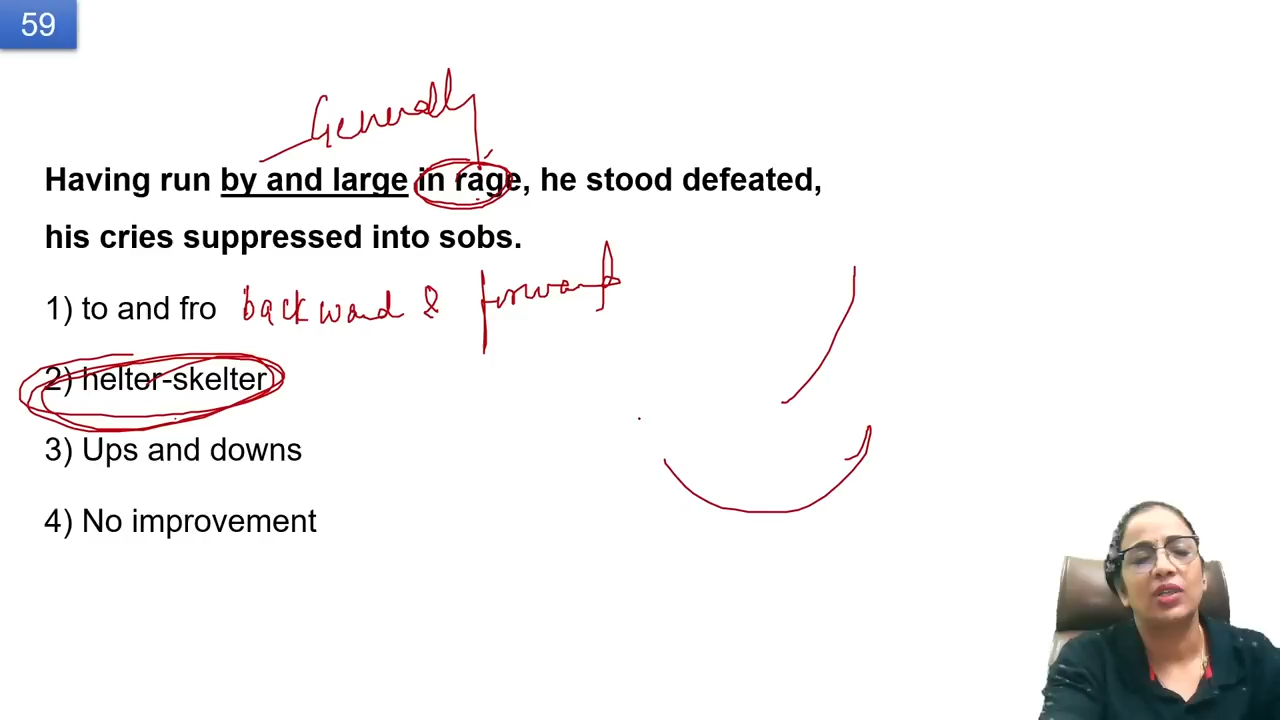 59
Generally
Having run by and large in rage, he stood defeated,
his cries suppressed into sobs.
1) to and fro backward & forward
2) helter-skelter
3) Ups and downs
4) No improvement